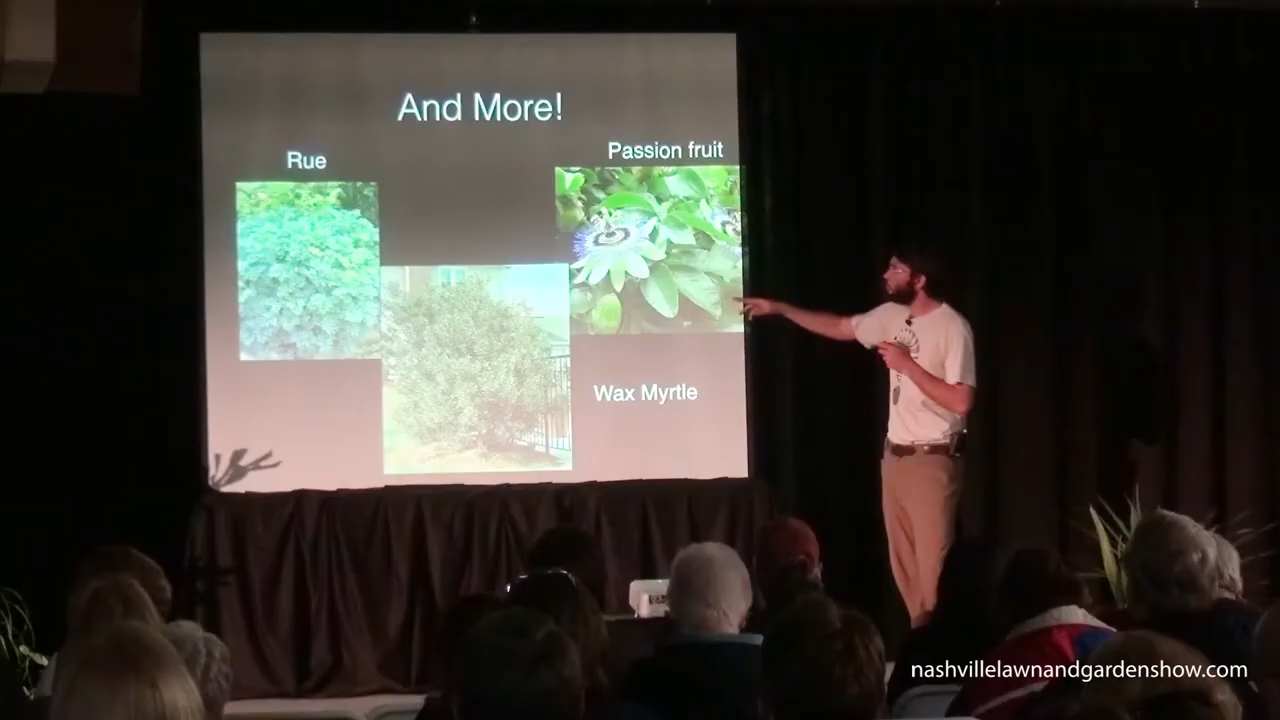 And More!
Rue
Passion fruit
Wax Myrtle
nashvillelawnandgardenshow.com